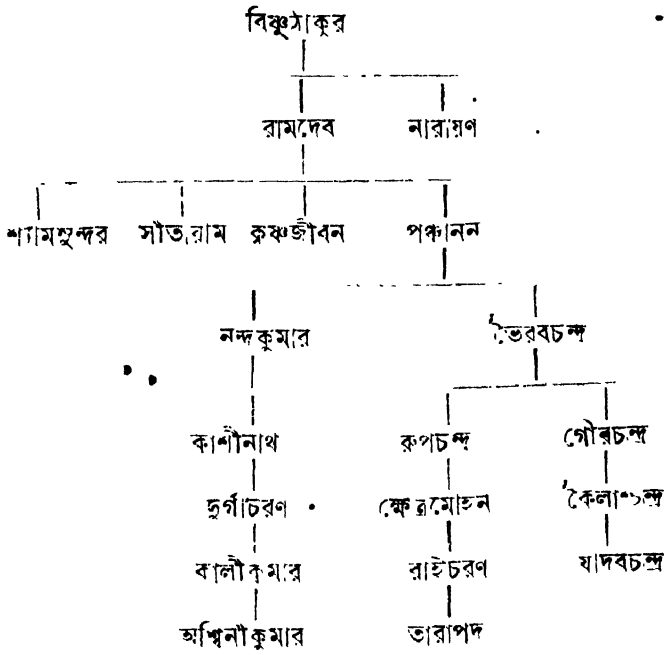 বিষ্ণুঠাকুর
রামদেব নারায়ণ
শ্যামসুন্দর সীতারাম কৃষ্ণজীবন পঞ্চানন
নন্দকুমার ভৈরবচন্দ্র
কাশীনাথ রুপচন্দ্র গৌরচন্দ্র
দুর্গাচরণ ক্ষেত্রমোহন কৈলাশচন্দ্র
কালীকুমার রাইচরণ যাদবচন্দ্র
অশ্বিনীকুমার তারাপদ